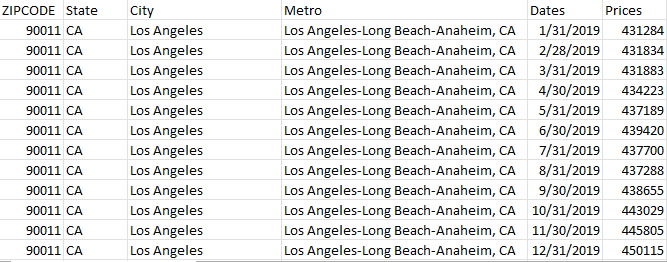 ZIPCODE State City Metro Dates Prices
90011 CA Los Angeles Los Angeles-Long Beach-Anaheim, CA 1/31/2019 431284
90011 CA Los Angeles Los Angeles-Long Beach-Anaheim, CA 2/28/2019 431834
90011 CA Los Angeles Los Angeles-Long Beach-Anaheim, CA 3/31/2019 431883
90011 CA Los Angeles Los Angeles-Long Beach-Anaheim, CA 4/30/2019 434223
90011 CA Los Angeles Los Angeles-Long Beach-Anaheim, CA 5/31/2019 437189
90011 CA Los Angeles Los Angeles-Long Beach-Anaheim, CA 6/30/2019 439420
90011 CA Los Angeles Los Angeles-Long Beach-Anaheim, CA 7/31/2019 437700
90011 CA Los Angeles Los Angeles-Long Beach-Anaheim, CA 8/31/2019 437288
90011 CA Los Angeles Los Angeles-Long Beach-Anaheim, CA 9/30/2019 438655
90011 CA Los Angeles Los Angeles-Long Beach-Anaheim, CA 10/31/2019 443029
90011 CA Los Angeles Los Angeles-Long Beach-Anaheim, CA 11/30/2019 445805
90011 CA Los Angeles Los Angeles-Long Beach-Anaheim, CA 12/31/2019 450115